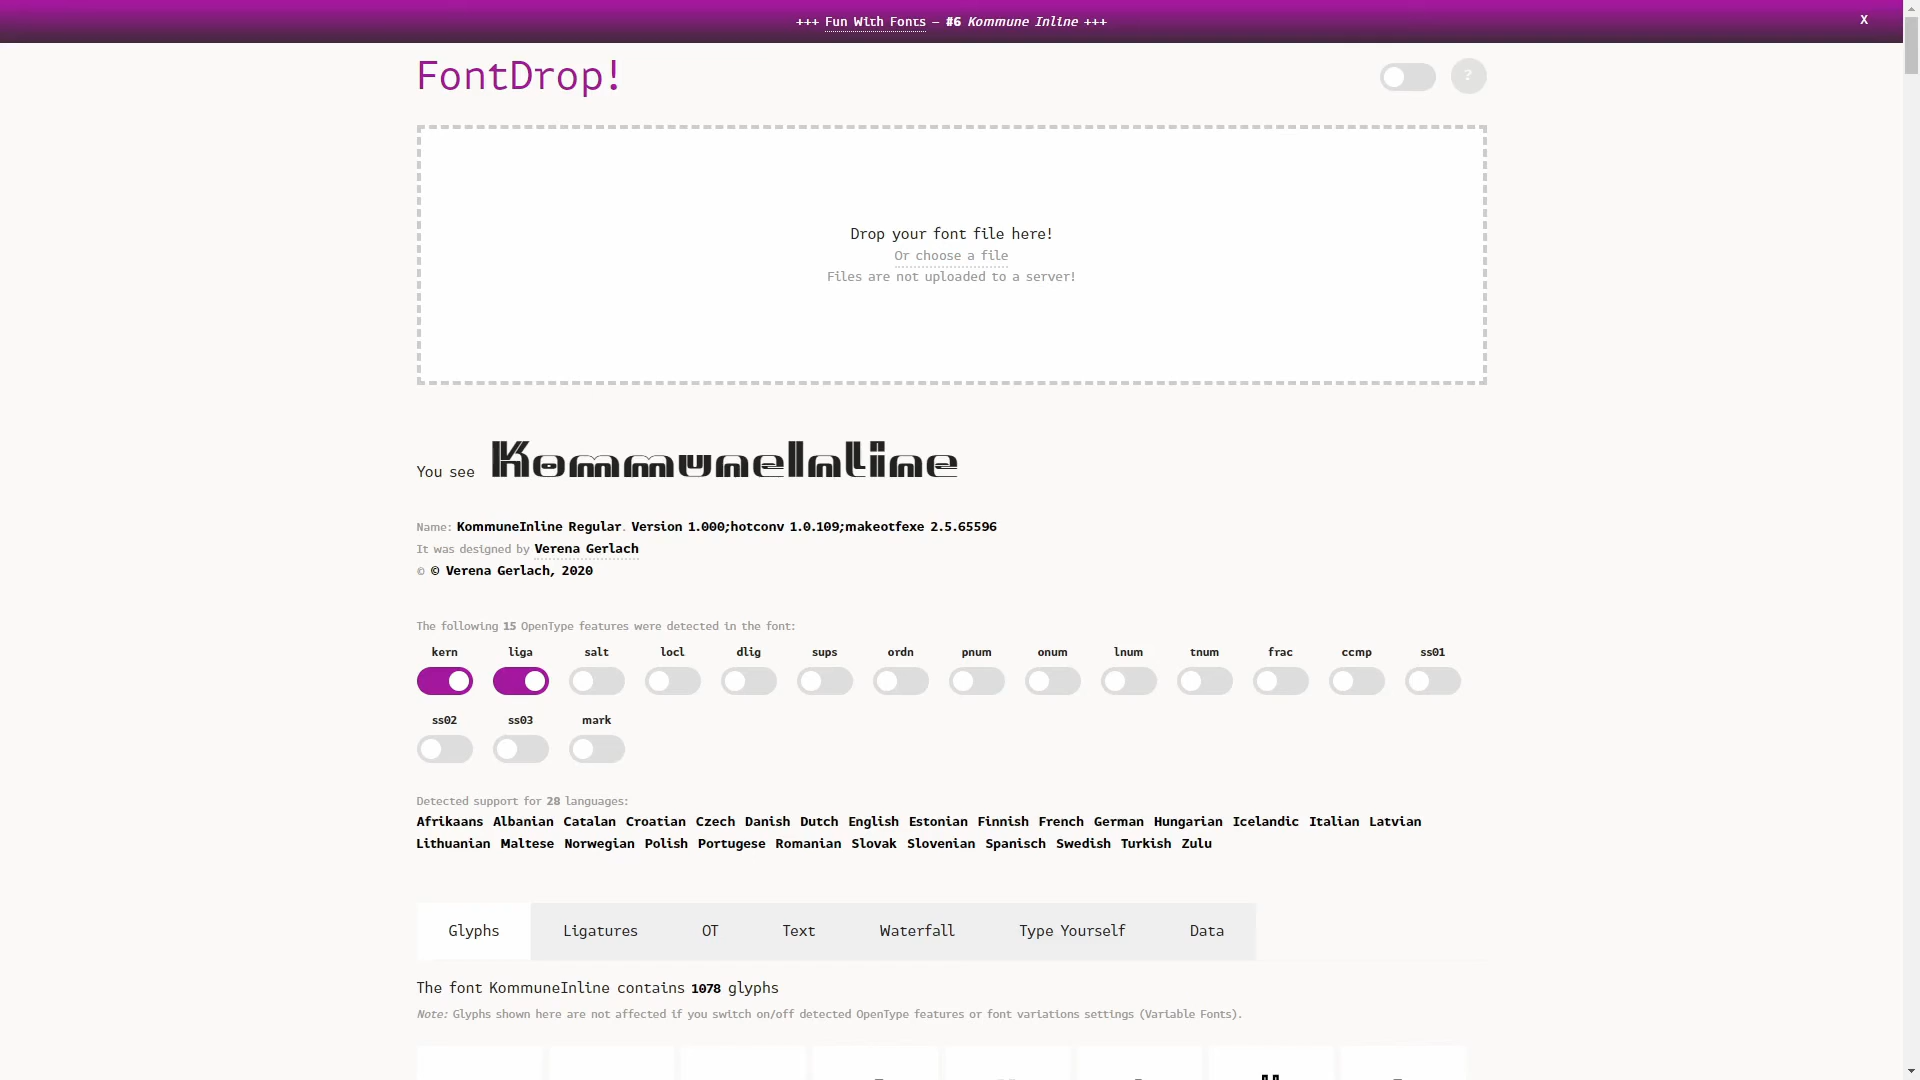 +++ Fun With Fonts — #6 Kommune Inline +++
X
FontDrop!
?
Drop your font file here!
Or choose a file
Files are not uploaded to a server!
You see KommuneInline
Name: KommuneInline Regular. Version 1.000;hotconv 1.0.109;makeotfexe 2.5.65596
It was designed by Verena Gerlach
© © Verena Gerlach, 2020
The following 15 OpenType features were detected in the font:
kern liga salt locl dlig sups ordn pnum onum lnum tnum frac ccmp ss01
ss02 ss03 mark
Detected support for 28 languages:
Afrikaans Albanian Catalan Croatian Czech Danish Dutch English Estonian Finnish French German Hungarian Icelandic Italian Latvian
Lithuanian Maltese Norwegian Polish Portugese Romanian Slovak Slovenian Spanisch Swedish Turkish Zulu
Glyphs Ligatures OT Text Waterfall Type Yourself Data
The font KommuneInline contains 1078 glyphs
Note: Glyphs shown here are not affected if you switch on/off detected OpenType features or font variations settings (Variable Fonts).